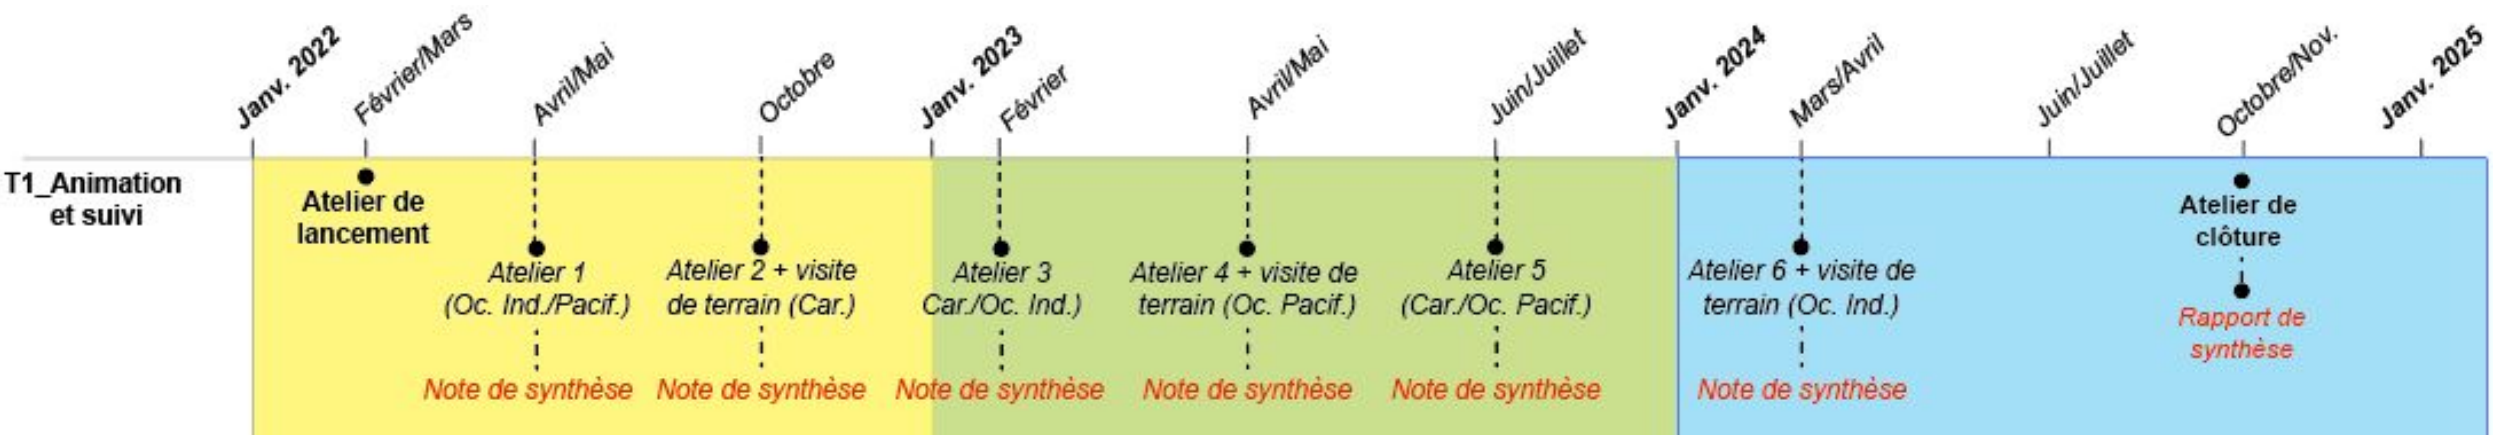 Janv. 2022
Février/Mars
Avril/Mai
Octobre
Janv. 2023
Février
Avril/Mai
Juin/Juillet
Janv. 2024
Mars/Avril
Juin/Juillet
Octobre/Nov.
Janv. 2025
T1_Animation
et suivi
Atelier de
lancement
Atelier 1
(Oc. Ind./Pacif.)
Note de synthèse
Atelier 2 + visite
de terrain (Car.)
Note de synthèse
Atelier 3
Car./Oc. Ind.)
Note de synthèse
Atelier 4 + visite de
terrain (Oc. Pacif.)
Note de synthèse
Atelier 5
(Car./Oc. Pacif.)
Note de synthèse
Atelier 6 + visite de
terrain (Oc. Ind.)
Note de synthèse
Atelier de
clôture
Rapport de
synthèse